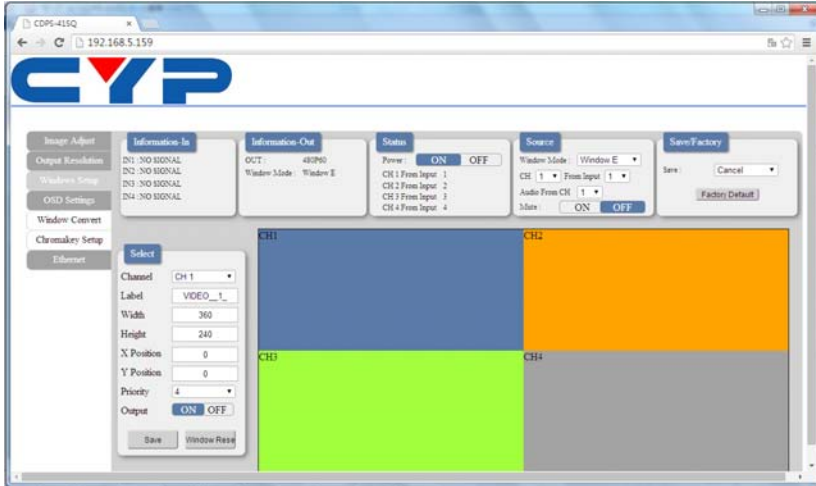 CDPS-41SQ
192.168.5.159
CYP
Image Adjust
Output Resolution
Windows Setup
OSD Settings
Window Convert
Chromakey Setup
Ethernet
Information-In
IN1 :NO SIGNAL
IN2 :NO SIGNAL
IN3 :NO SIGNAL
IN4 :NO SIGNAL
Information-Out
OUT : 480P60
Window Mode : Window E
Status
Power : ON OFF
CH 1 From Input 1
CH 2 From Input 2
CH 3 From Input 3
CH 4 From Input 4
Source
Window Mode : Window E
CH 1 From Input 1
Audio From CH 1
Mute : ON OFF
Save/Factory
Save : Cancel
Factory Default
Select
Channel CH 1
Label VIDEO__1_
Width 360
Height 240
X Position 0
Y Position 0
Priority 4
Output ON OFF
Save Window Rese
CH1
CH2
CH3
CH4